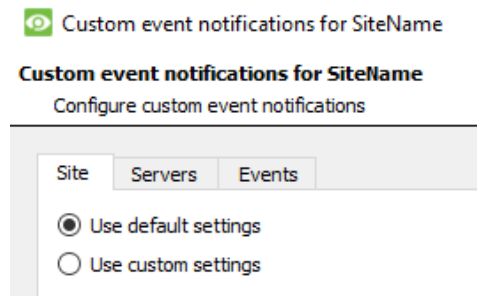 Custom event notifications for SiteName
Custom event notifications for SiteName
Configure custom event notifications
Site Servers Events
Use default settings
Use custom settings